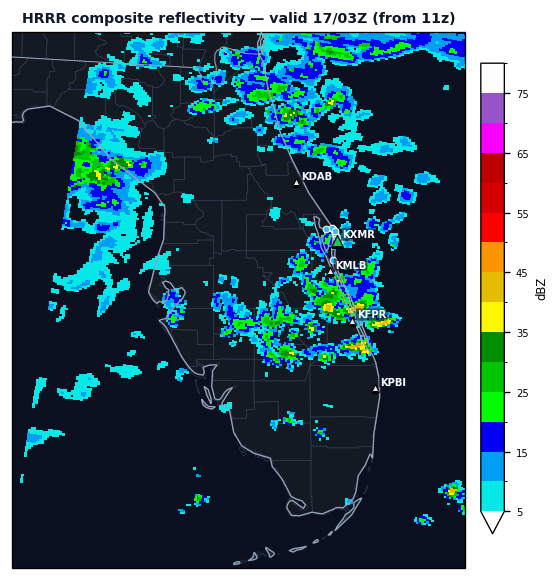 HRRR composite reflectivity — valid 17/03Z (from 11z)
KDAB
KXMR
KMLB
KFPR
KPBI
75
65
55
45
35
25
15
5
dBZ